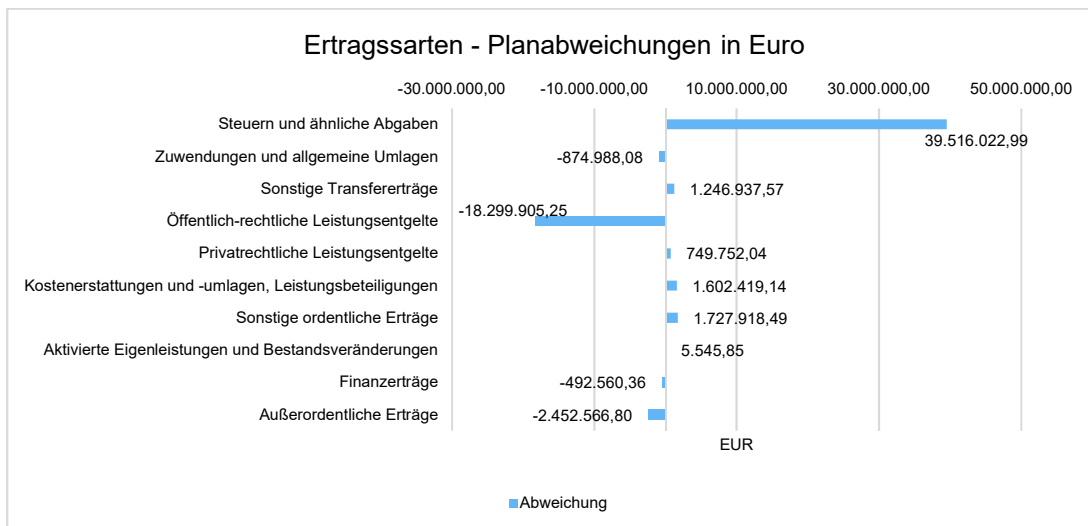 Ertragssarten - Planabweichungen in Euro
-30.000.000,00 -10.000.000,00 10.000.000,00 30.000.000,00 50.000.000,00
Steuern und ähnliche Abgaben 39.516.022,99
Zuwendungen und allgemeine Umlagen -874.988,08
Sonstige Transfererträge 1.246.937,57
Öffentlich-rechtliche Leistungsentgelte -18.299.905,25
Privatrechtliche Leistungsentgelte 749.752,04
Kostenerstattungen und -umlagen, Leistungsbeteiligungen 1.602.419,14
Sonstige ordentliche Erträge 1.727.918,49
Aktivierte Eigenleistungen und Bestandsveränderungen 5.545,85
Finanzerträge -492.560,36
Außerordentliche Erträge -2.452.566,80
EUR
Abweichung